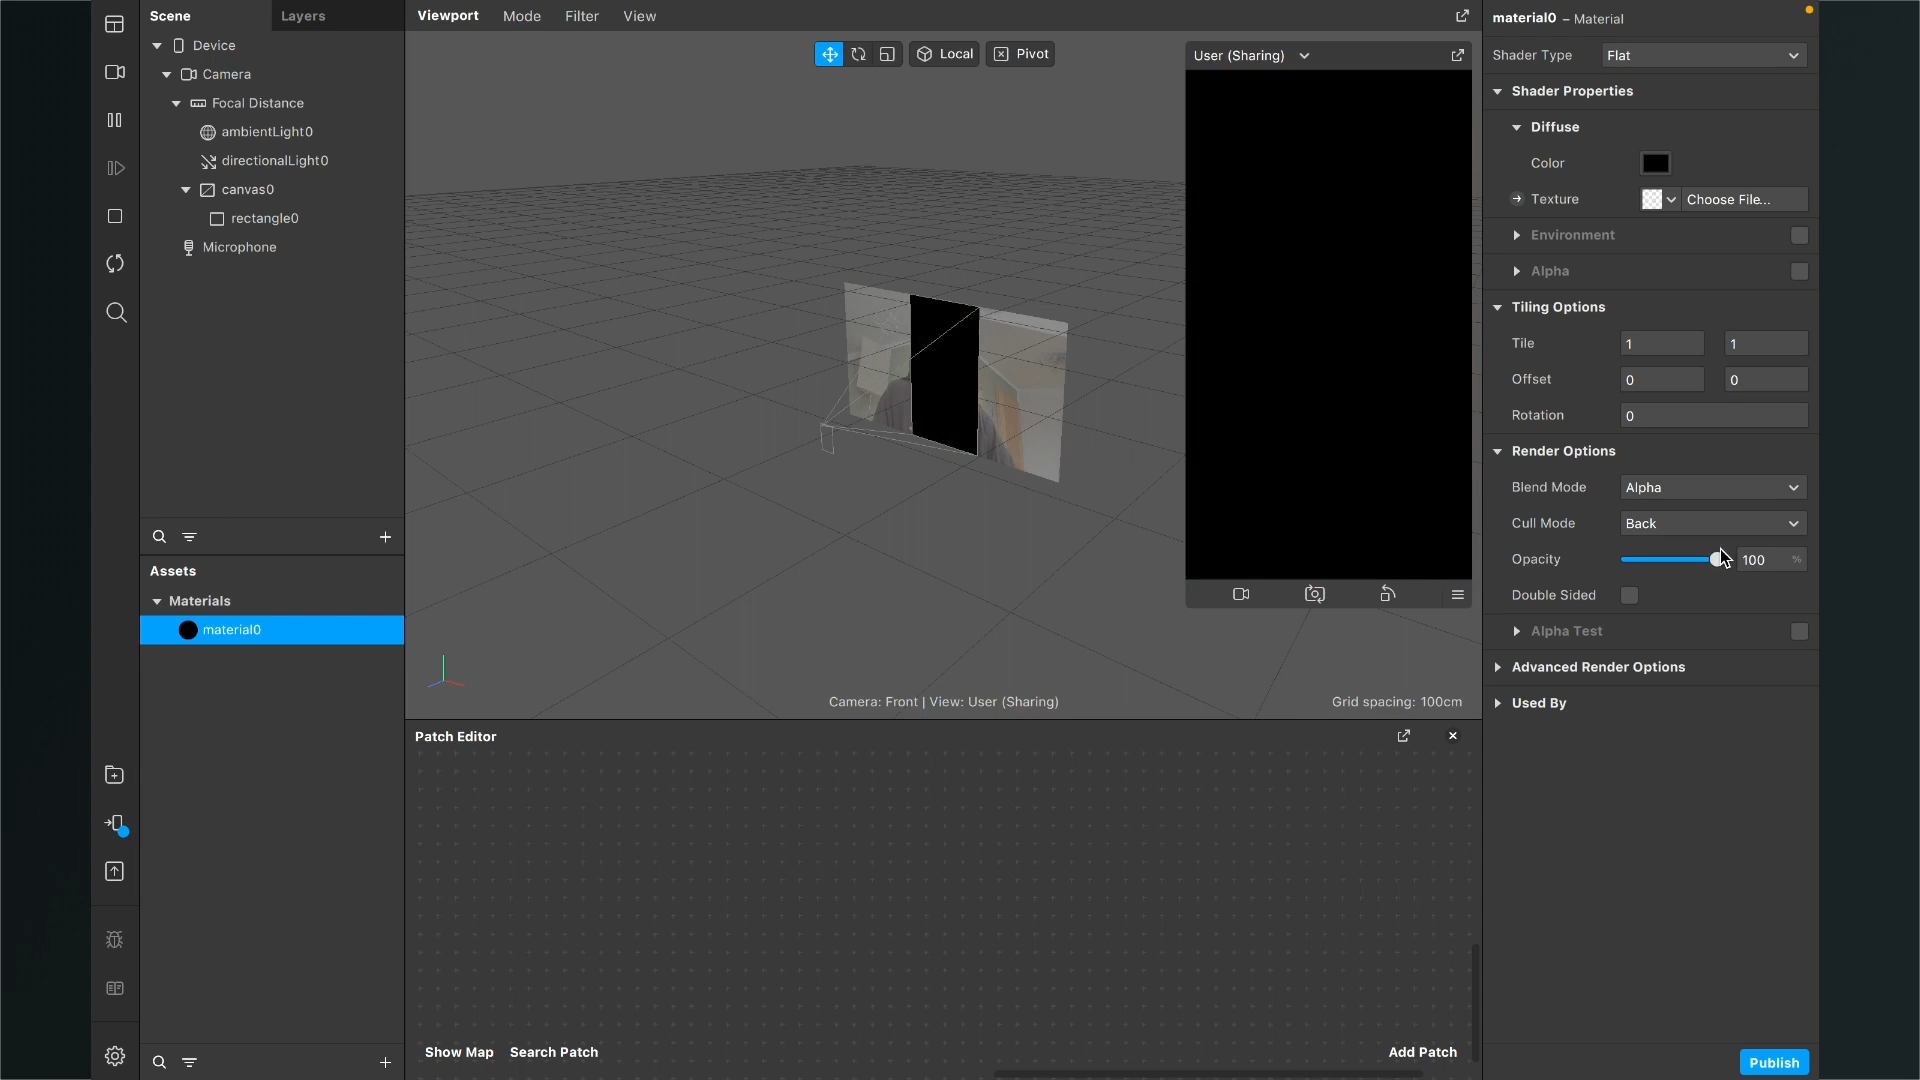 Scene
Layers
Device
Camera
Focal Distance
ambientLight0
directionalLight0
canvas0
rectangle0
Microphone
Assets
Materials
material0
Viewport
Mode
Filter
View
Local
Pivot
User (Sharing)
Camera: Front | View: User (Sharing)
Grid spacing: 100cm
Patch Editor
Show Map
Search Patch
Add Patch
material0 – Material
Shader Type
Flat
Shader Properties
Diffuse
Color
Texture
Choose File...
Environment
Alpha
Tiling Options
Tile
1
1
Offset
0
0
Rotation
0
Render Options
Blend Mode
Alpha
Cull Mode
Back
Opacity
100
%
Double Sided
Alpha Test
Advanced Render Options
Used By
Publish